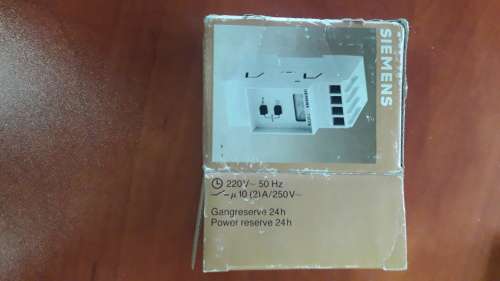 SIEMENS
220V~ 50 Hz
µ 10 (2) A/250V~
Gangreserve 24h
Power reserve 24h